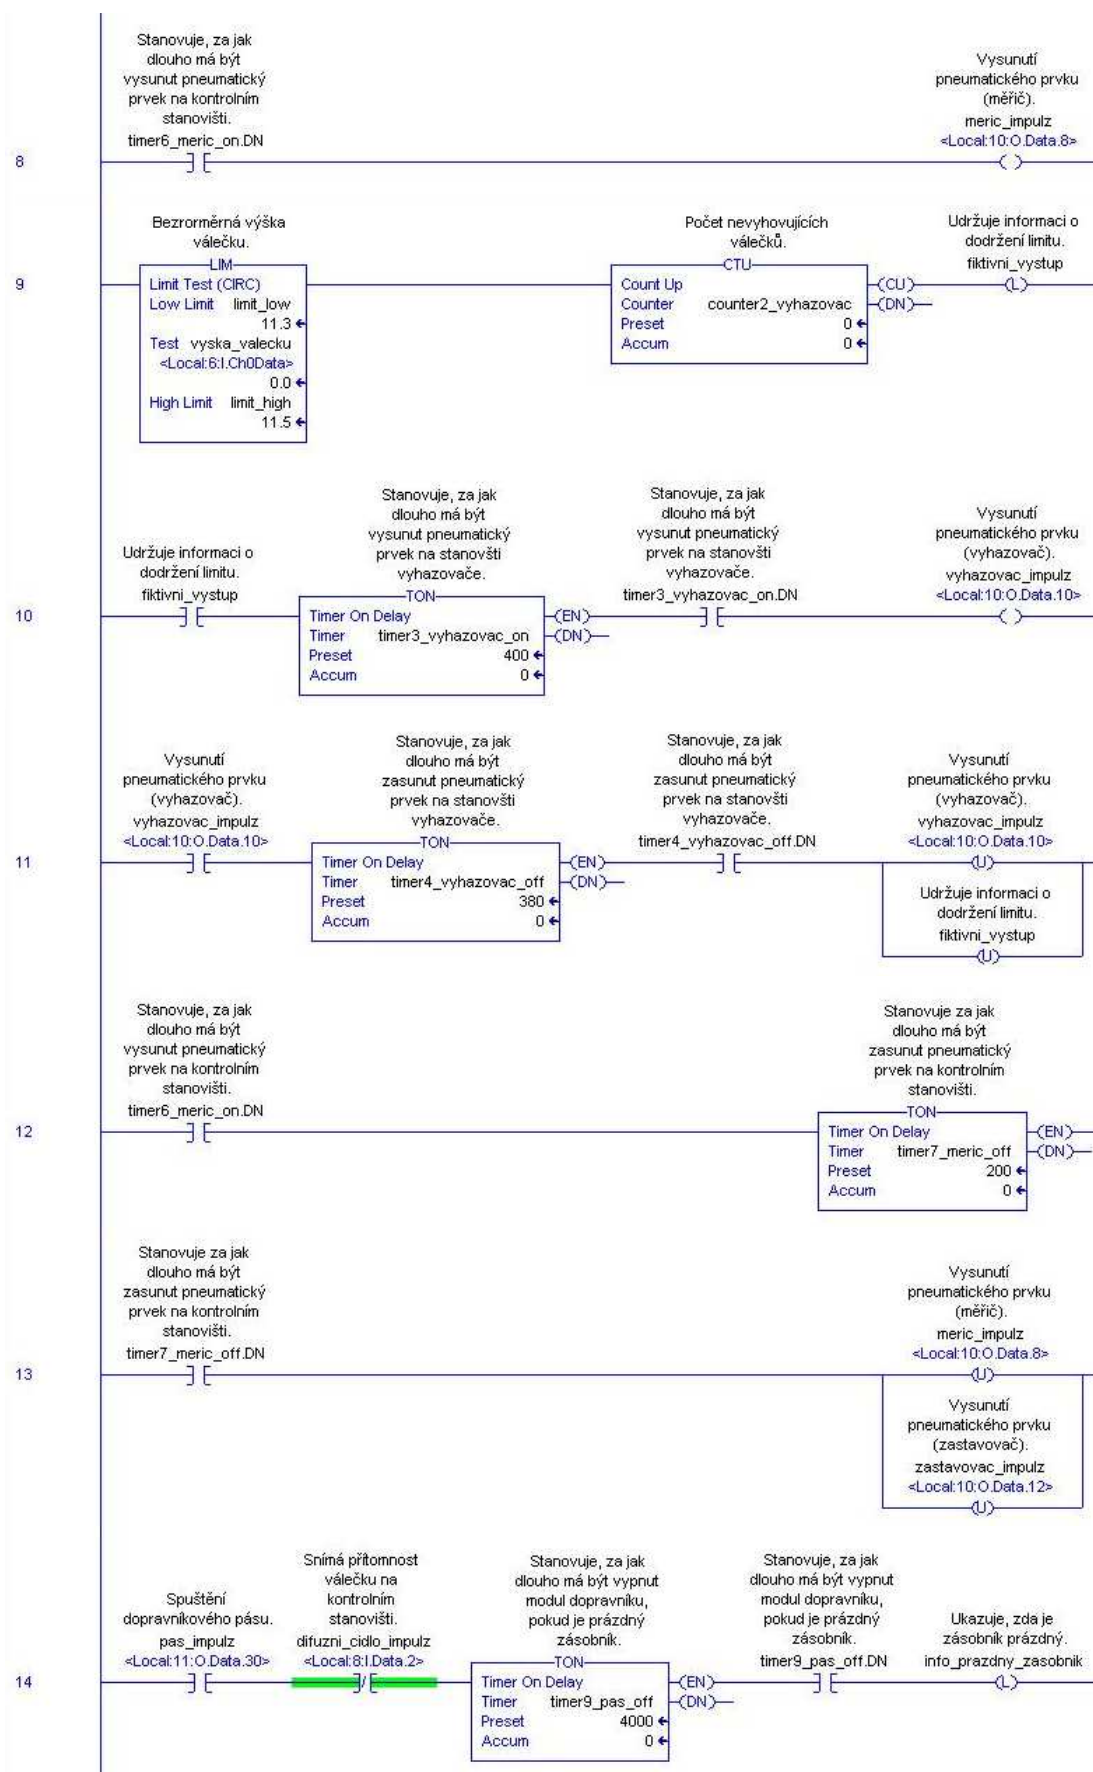 Stanovuje, za jak
dlouho má být
vysunut pneumatický
prvek na kontrolním
stanovišti.
timer6_meric_on.DN
Vysunutí
pneumatického prvku
(měřič).
meric_impulz
<Local:10:O.Data.8>
8
Bezrorměrná výška
válečku.
Počet nevyhovujících
válečků.
Udržuje informaci o
dodržení limitu.
fiktivni_vystup
9
LIM
Limit Test (CIRC)
Low Limit limit_low
11.3
Test vyska_valecku
<Local:6:I.Ch0Data>
0.0
High Limit limit_high
11.5
CTU
Count Up
Counter counter2_vyhazovac
Preset 0
Accum 0
(CU)
(DN)
(L)
Udržuje informaci o
dodržení limitu.
fiktivni_vystup
Stanovuje, za jak
dlouho má být
vysunut pneumatický
prvek na stanovšti
vyhazovače.
Stanovuje, za jak
dlouho má být
vysunut pneumatický
prvek na stanovšti
vyhazovače.
timer3_vyhazovac_on.DN
Vysunutí
pneumatického prvku
(vyhazovač).
vyhazovac_impulz
<Local:10:O.Data.10>
10
TON
Timer On Delay
Timer timer3_vyhazovac_on
Preset 400
Accum 0
(EN)
(DN)
Vysunutí
pneumatického prvku
(vyhazovač).
vyhazovac_impulz
<Local:10:O.Data.10>
Stanovuje, za jak
dlouho má být
zasunut pneumatický
prvek na stanovšti
vyhazovače.
Stanovuje, za jak
dlouho má být
zasunut pneumatický
prvek na stanovšti
vyhazovače.
timer4_vyhazovac_off.DN
Vysunutí
pneumatického prvku
(vyhazovač).
vyhazovac_impulz
<Local:10:O.Data.10>
11
TON
Timer On Delay
Timer timer4_vyhazovac_off
Preset 380
Accum 0
(EN)
(DN)
(U)
Udržuje informaci o
dodržení limitu.
fiktivni_vystup
(U)
Stanovuje, za jak
dlouho má být
vysunut pneumatický
prvek na kontrolním
stanovišti.
timer6_meric_on.DN
Stanovuje za jak
dlouho má být
zasunut pneumatický
prvek na kontrolním
stanovišti.
12
TON
Timer On Delay
Timer timer7_meric_off
Preset 200
Accum 0
(EN)
(DN)
Stanovuje za jak
dlouho má být
zasunut pneumatický
prvek na kontrolním
stanovišti.
timer7_meric_off.DN
Vysunutí
pneumatického prvku
(měřič).
meric_impulz
<Local:10:O.Data.8>
13
(U)
Vysunutí
pneumatického prvku
(zastavovač).
zastavovac_impulz
<Local:10:O.Data.12>
(U)
Spuštění
dopravníkového pásu.
pas_impulz
<Local:11:O.Data.30>
Snímá přítomnost
válečku na
kontrolním
stanovišti.
difuzni_cidlo_impulz
<Local:8:I.Data.2>
Stanovuje, za jak
dlouho má být vypnut
modul dopravníku,
pokud je prázdný
zásobník.
Stanovuje, za jak
dlouho má být vypnut
modul dopravníku,
pokud je prázdný
zásobník.
timer9_pas_off.DN
Ukazuje, zda je
zásobník prázdný.
info_prazdny_zasobnik
14
TON
Timer On Delay
Timer timer9_pas_off
Preset 4000
Accum 0
(EN)
(DN)
(L)